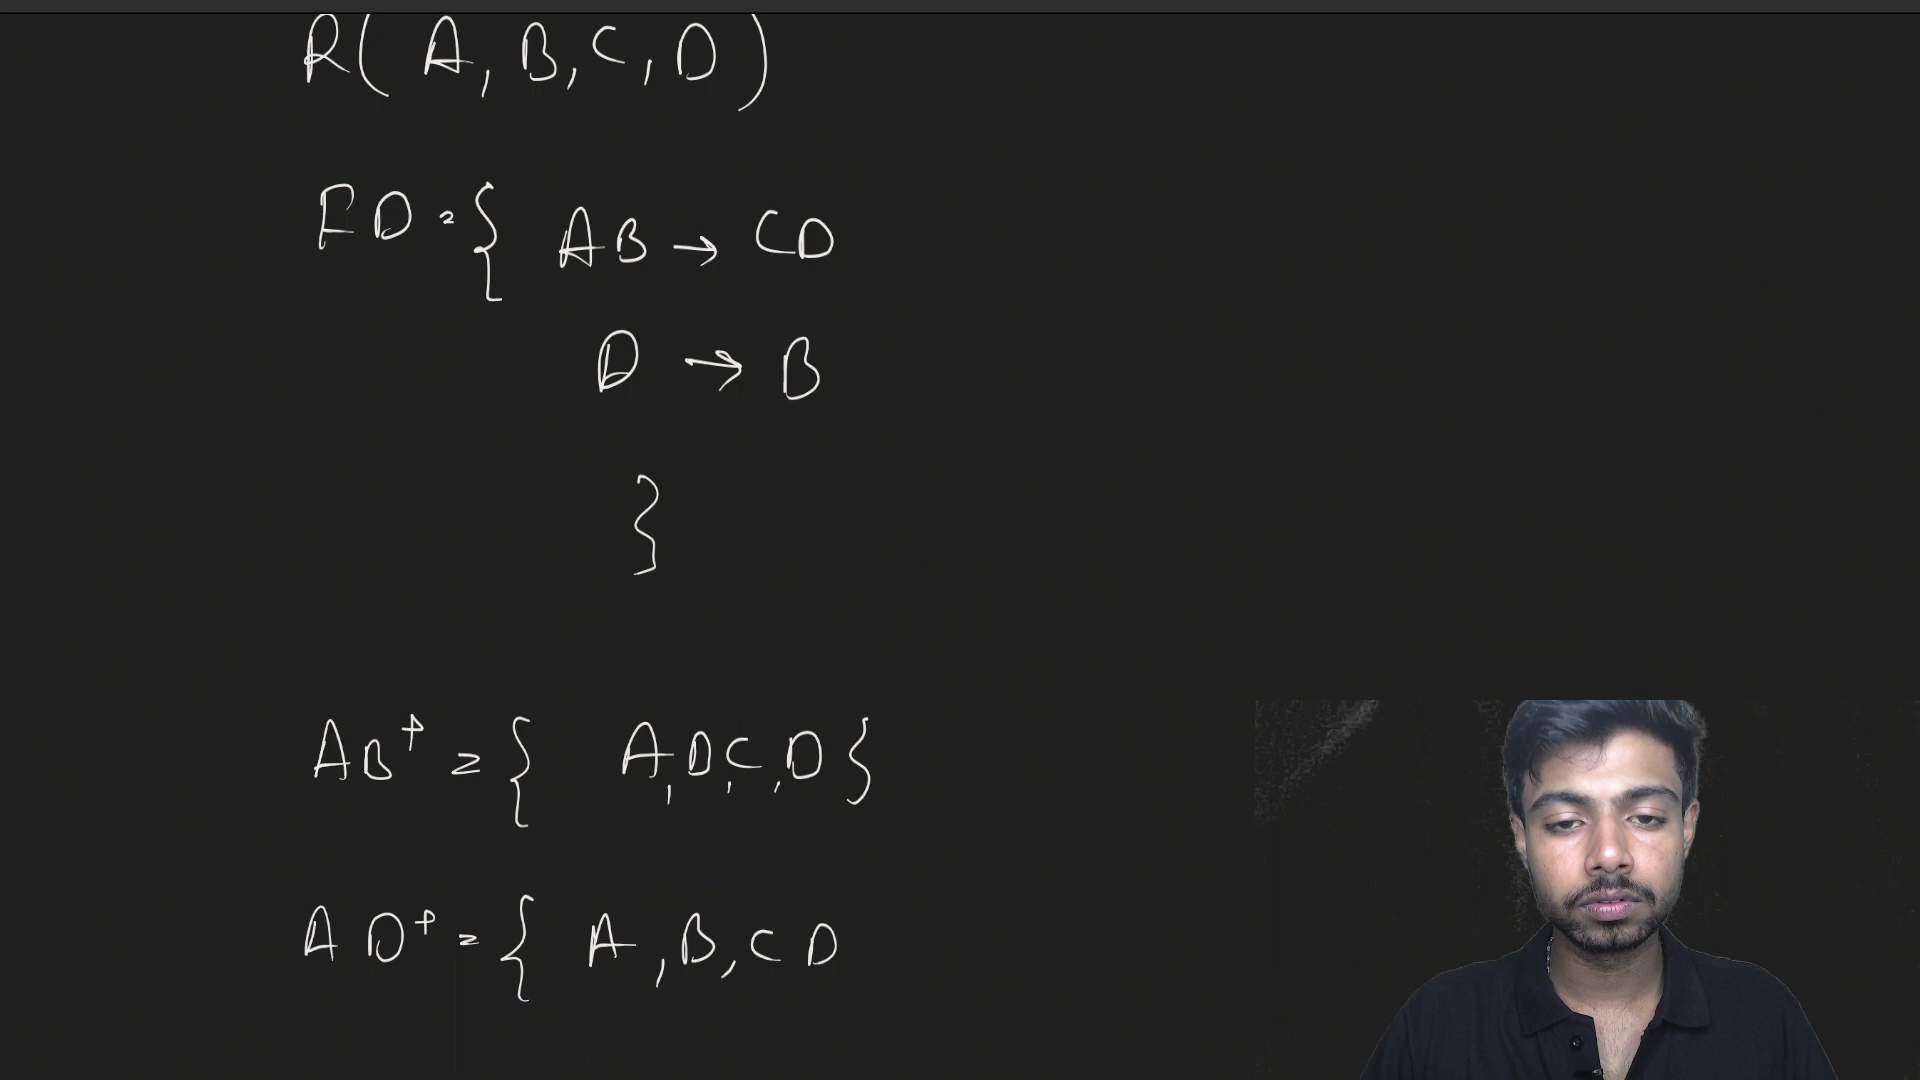 R( A, B, C, D )
FD = { AB → CD
D → B
}
AB⁺ = { A, B, C, D }
AD⁺ = { A, B, C D